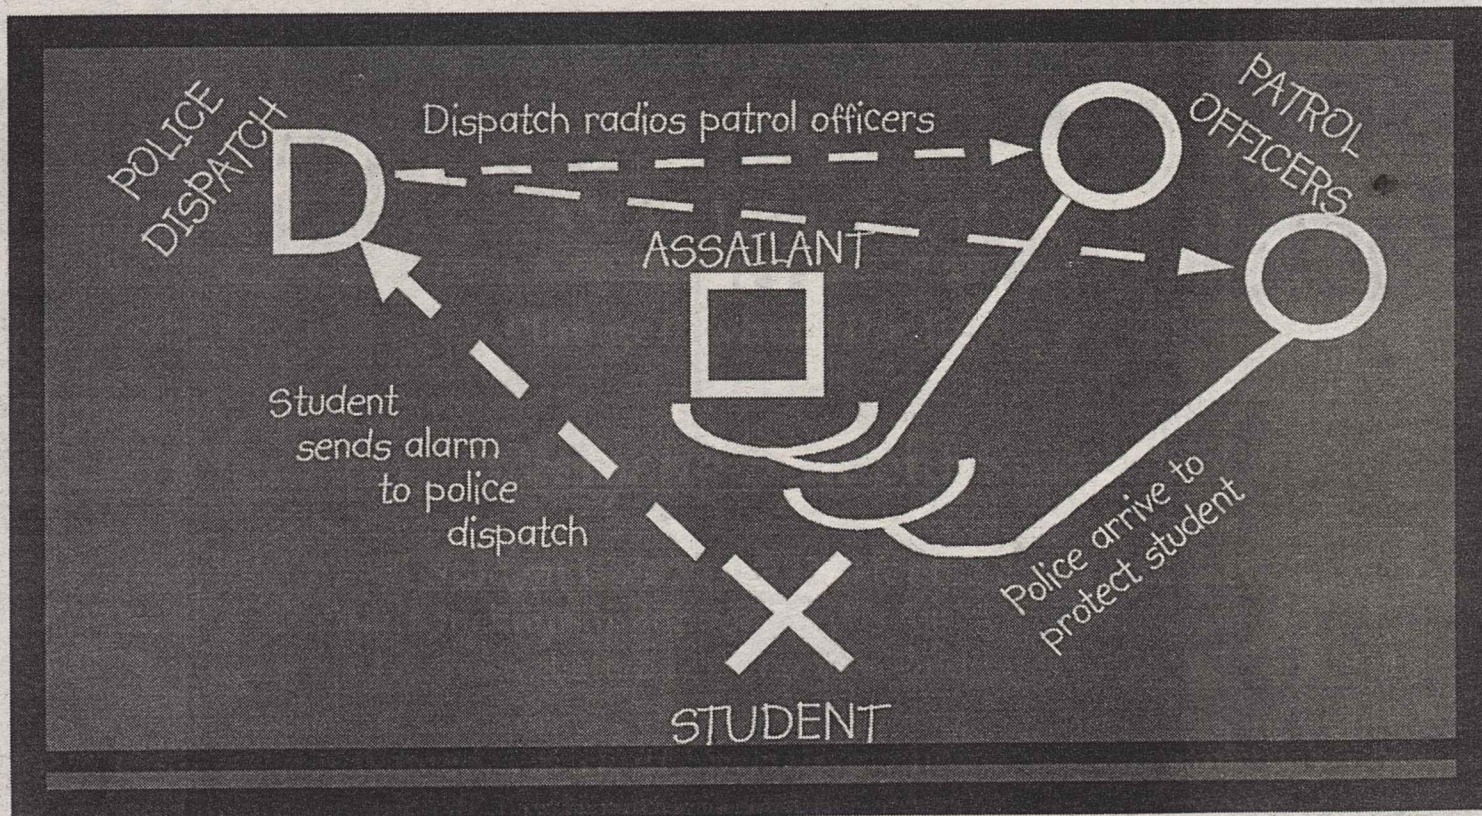 POLICE
DISPATCH
D
Dispatch radios patrol officers
PATROL
OFFICERS
ASSAILANT
Student
sends alarm
to police
dispatch
Police arrive to
protect student
X
STUDENT